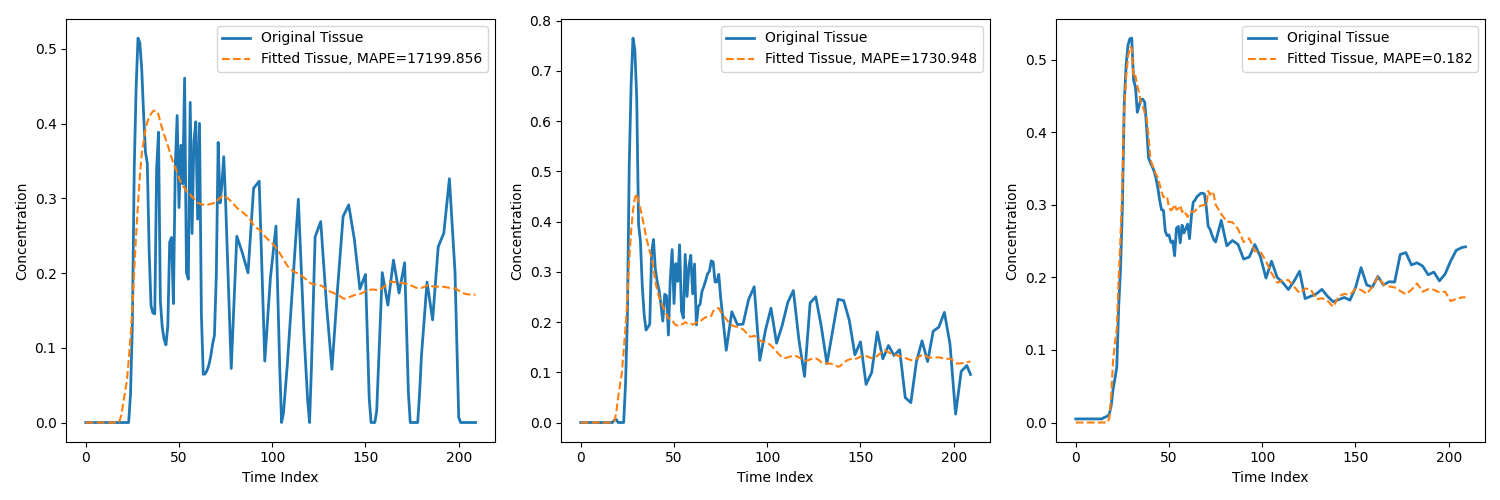 Original Tissue
Fitted Tissue, MAPE=17199.856
Concentration
0.5
0.4
0.3
0.2
0.1
0.0
0 50 100 150 200
Time Index
Original Tissue
Fitted Tissue, MAPE=1730.948
Concentration
0.8
0.7
0.6
0.5
0.4
0.3
0.2
0.1
0.0
0 50 100 150 200
Time Index
Original Tissue
Fitted Tissue, MAPE=0.182
Concentration
0.5
0.4
0.3
0.2
0.1
0.0
0 50 100 150 200
Time Index